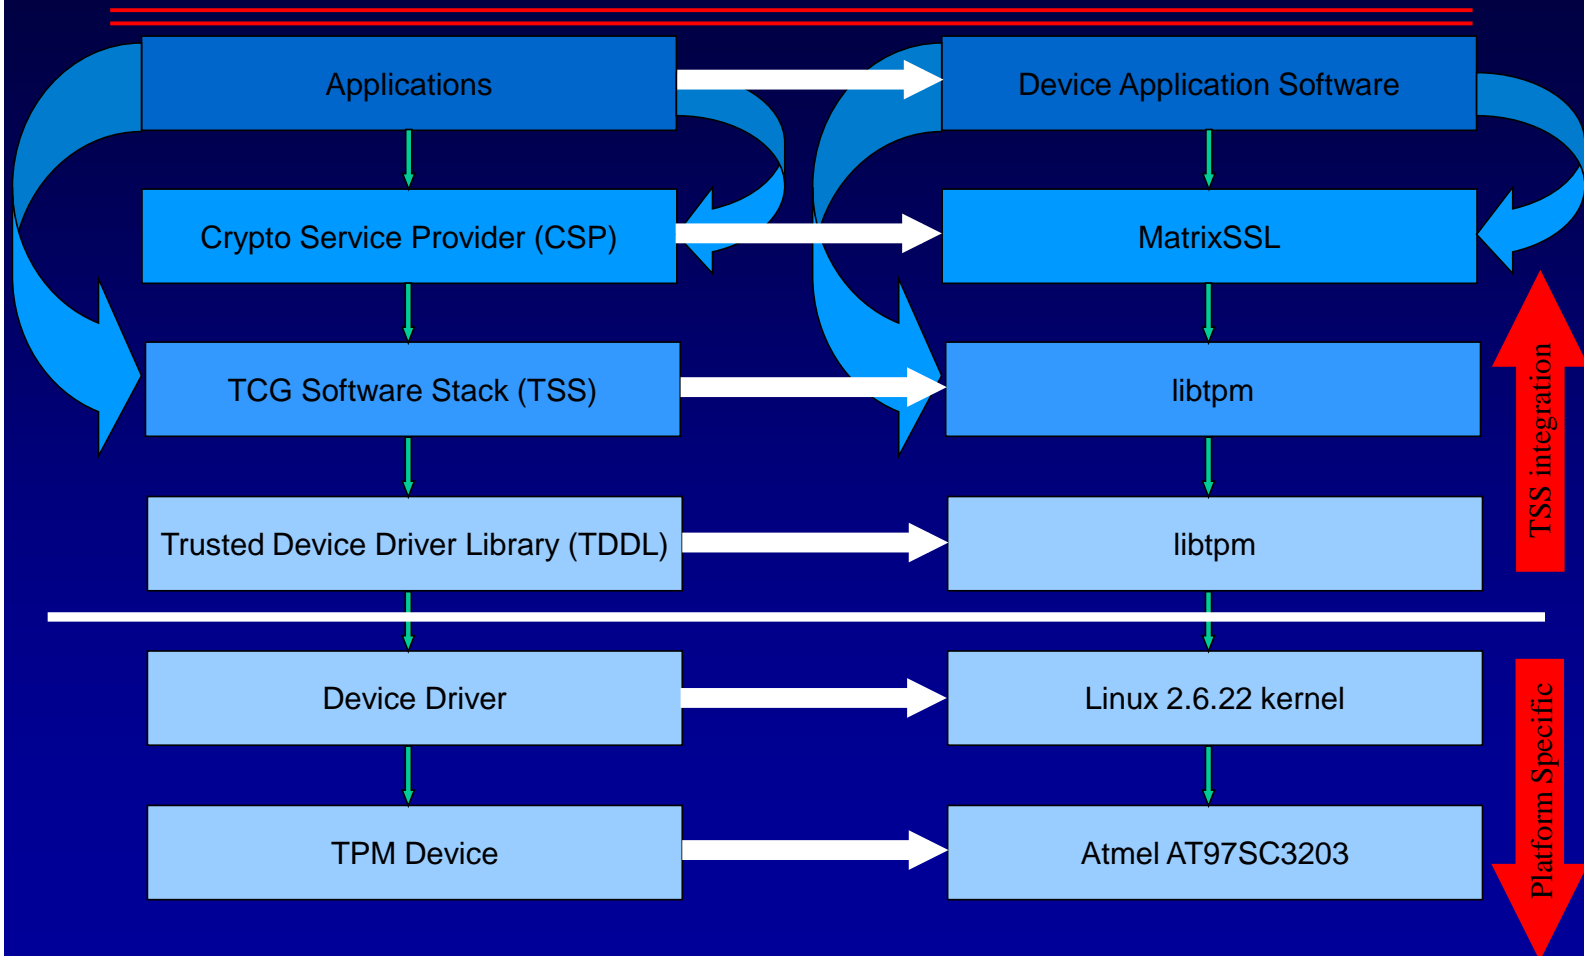 Applications
Device Application Software
Crypto Service Provider (CSP)
MatrixSSL
TCG Software Stack (TSS)
libtpm
TSS integration
Trusted Device Driver Library (TDDL)
libtpm
Device Driver
Linux 2.6.22 kernel
Platform Specific
TPM Device
Atmel AT97SC3203